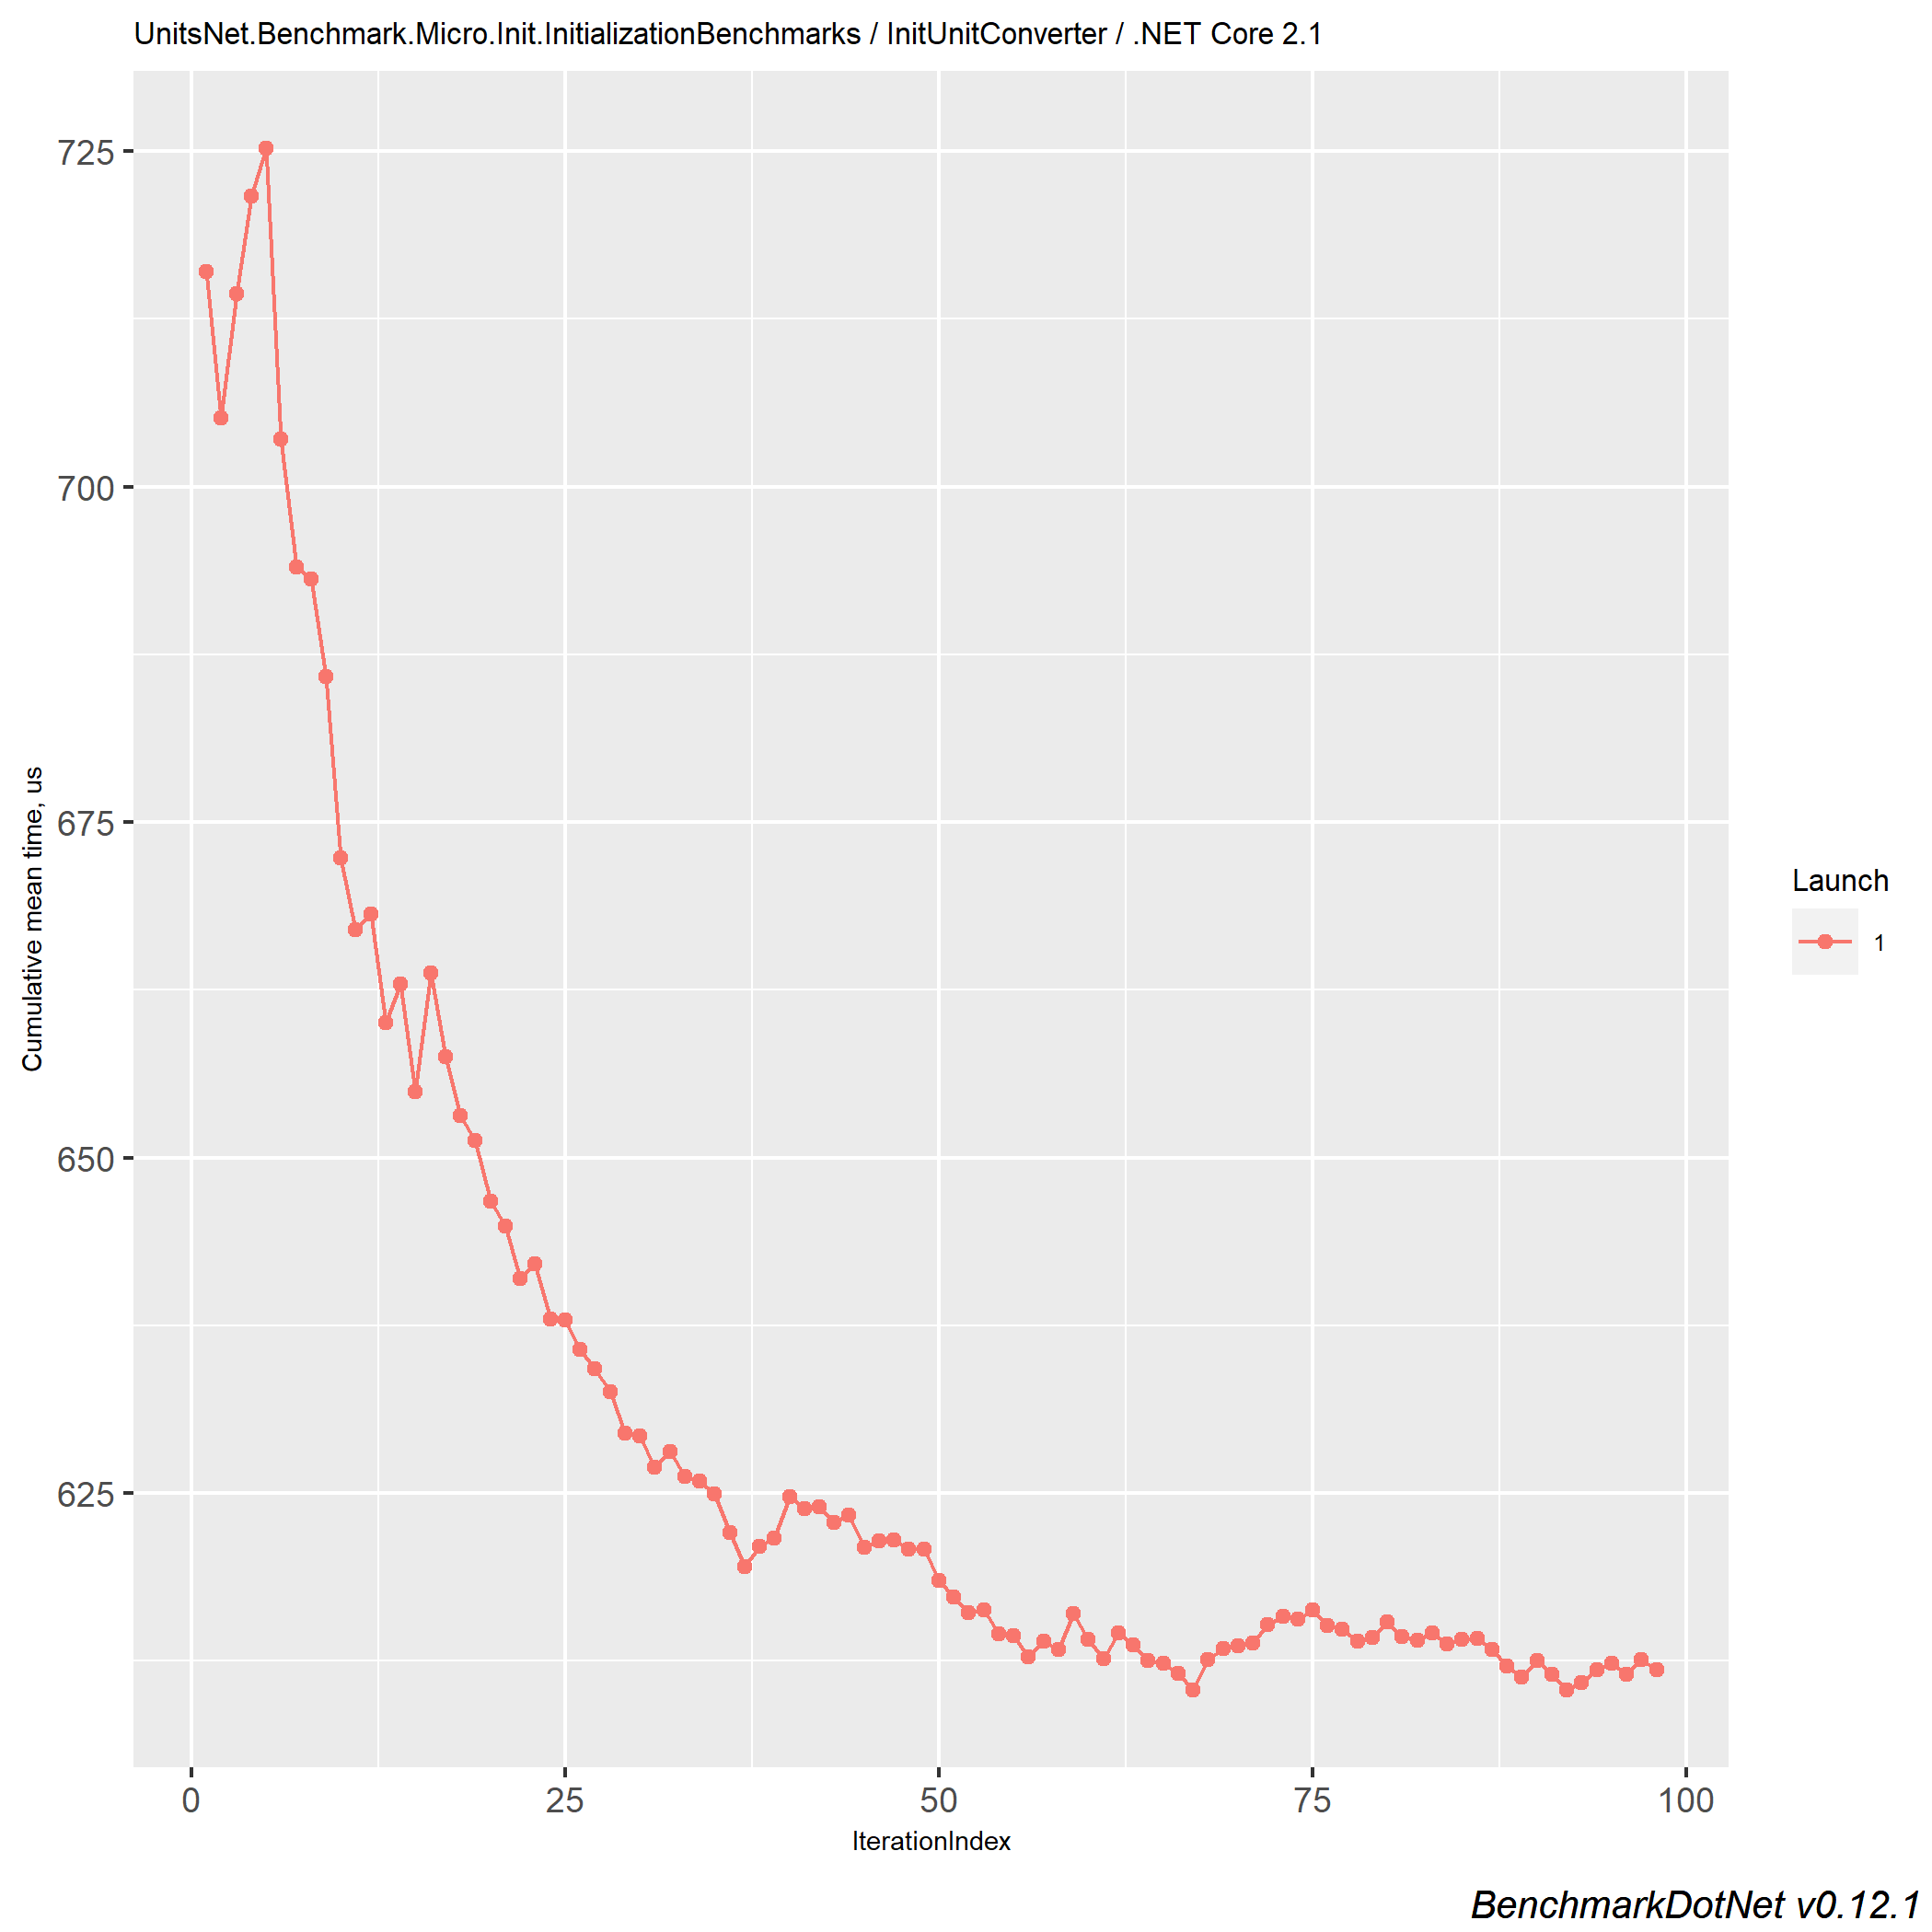 UnitsNet.Benchmark.Micro.Init.InitializationBenchmarks / InitUnitConverter / .NET Core 2.1
725
700
675
650
625
Cumulative mean time, us
0 25 50 75 100
IterationIndex
Launch
1
BenchmarkDotNet v0.12.1